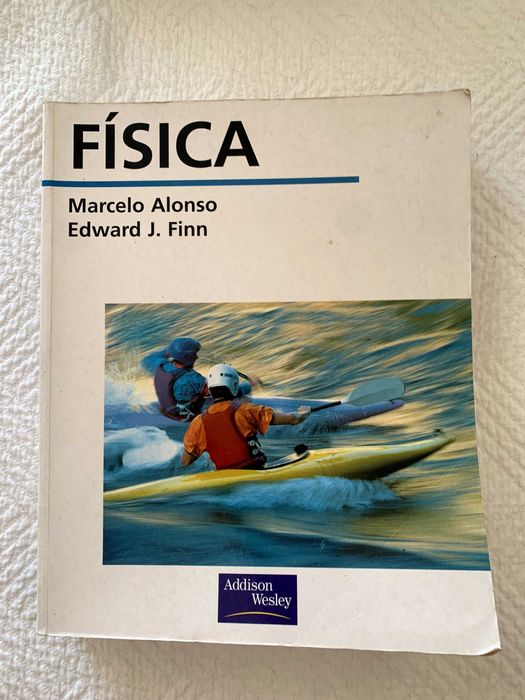 FÍSICA
Marcelo Alonso
Edward J. Finn
Addison
Wesley